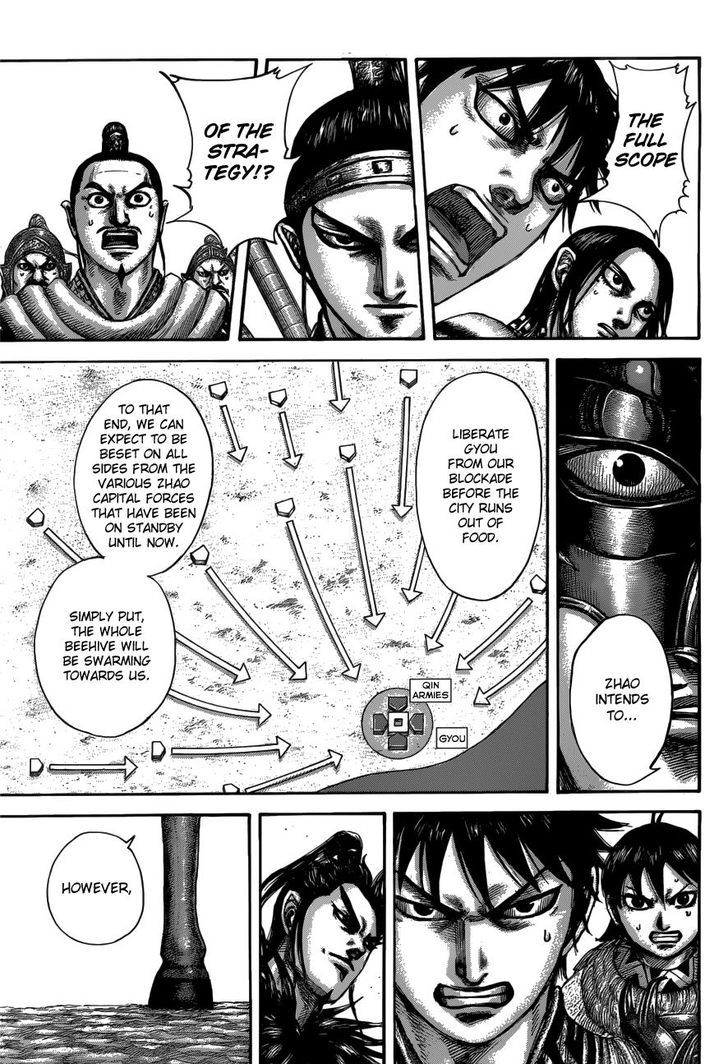 THE
FULL
SCOPE
OF THE
STRA-
TEGY!?
ZHAO
INTENDS
TO...
LIBERATE
GYOU
FROM OUR
BLOCKADE
BEFORE THE
CITY RUNS
OUT OF
FOOD.
TO THAT
END, WE CAN
EXPECT TO BE
BESET ON ALL
SIDES FROM THE
VARIOUS ZHAO
CAPITAL FORCES
THAT HAVE BEEN
ON STANDBY
UNTIL NOW.
SIMPLY PUT,
THE WHOLE
BEEHIVE WILL
BE SWARMING
TOWARDS US.
QIN
ARMIES
GYOU
HOWEVER,